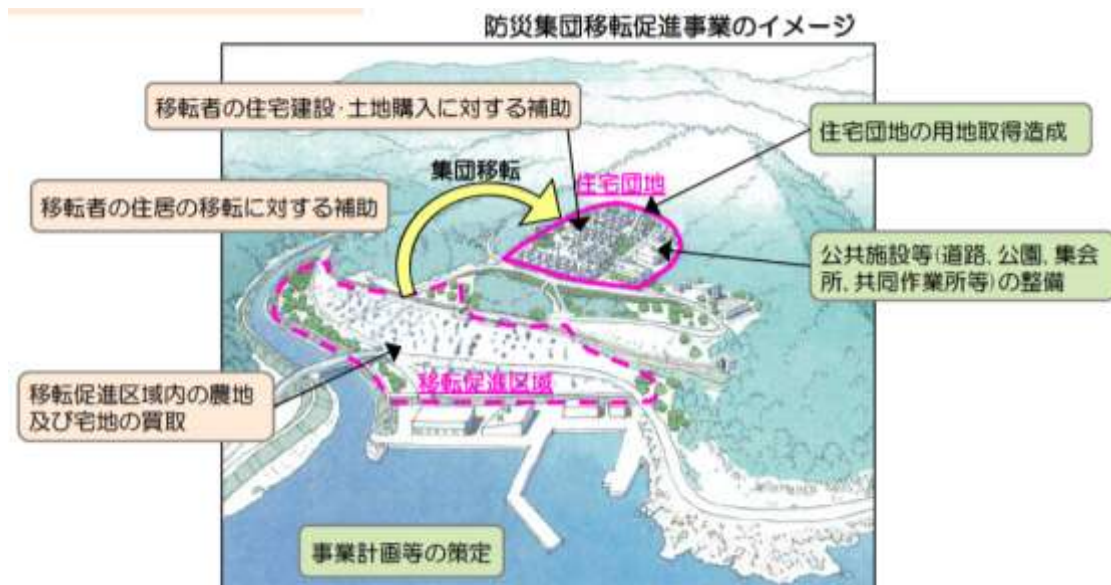 防災集団移転促進事業のイメージ
移転者の住宅建設・土地購入に対する補助
住宅団地の用地取得造成
集団移転
住宅団地
移転者の住居の移転に対する補助
公共施設等(道路、公園、集会
所、共同作業所等)の整備
移転促進区域内の農地
及び宅地の買取
移転促進区域
事業計画等の策定